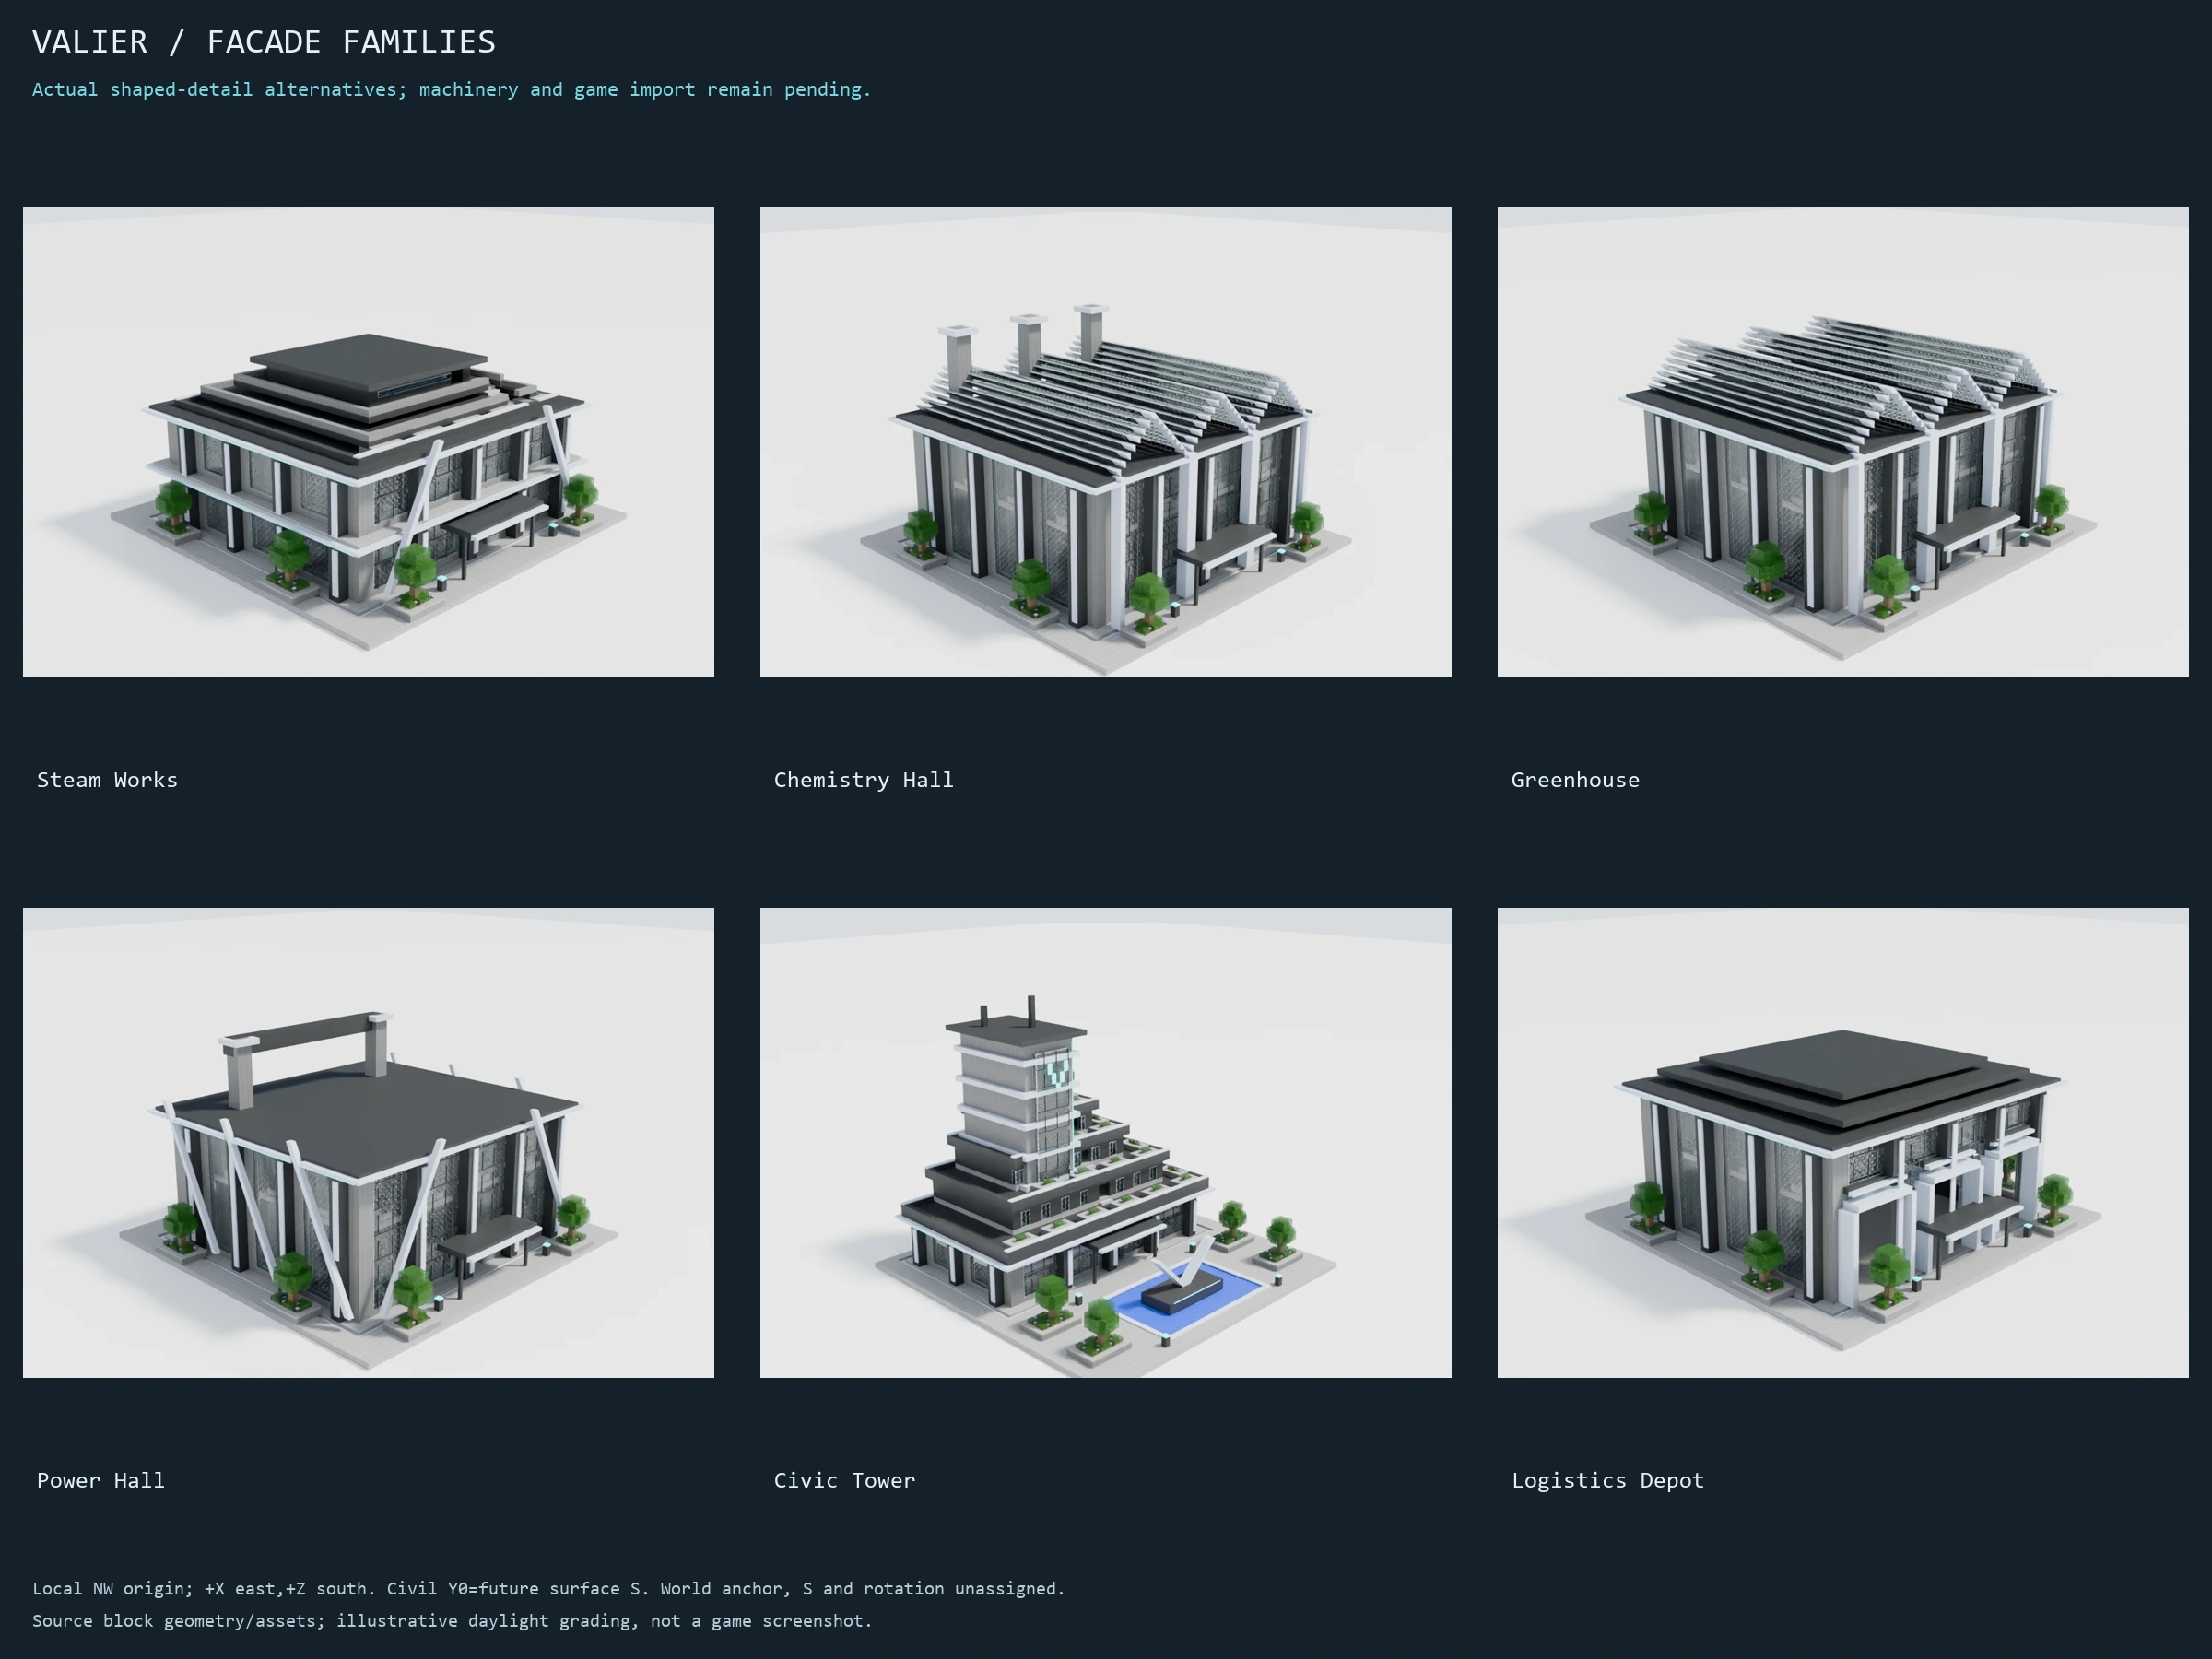 VALIER / FACADE FAMILIES
Actual shaped-detail alternatives; machinery and game import remain pending.
Steam Works
Chemistry Hall
Greenhouse
Power Hall
Civic Tower
Logistics Depot
Local NW origin; +X east,+Z south. Civil Y0=future surface S. World anchor, S and rotation unassigned.
Source block geometry/assets; illustrative daylight grading, not a game screenshot.